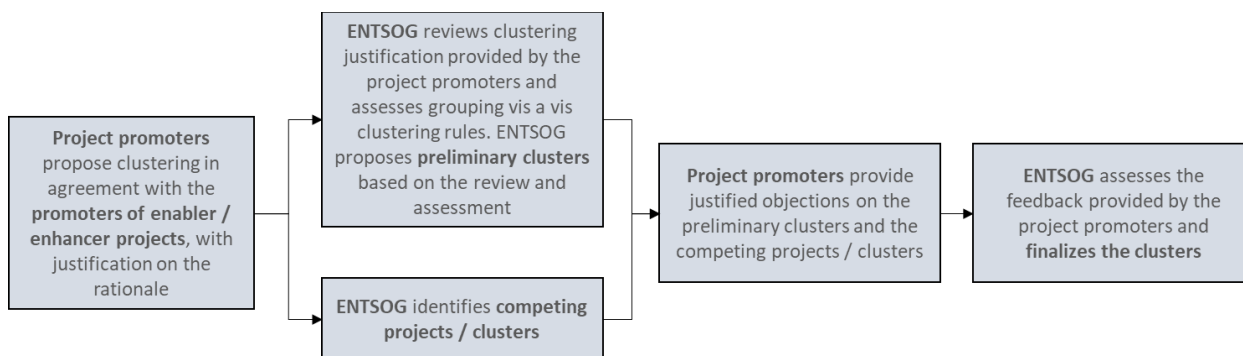 Project promoters
propose clustering in
agreement with the
promoters of enabler /
enhancer projects, with
justification on the
rationale
ENTSOG reviews clustering
justification provided by the
project promoters and
assesses grouping vis a vis
clustering rules. ENTSOG
proposes preliminary clusters
based on the review and
assessment
ENTSOG identifies competing
projects / clusters
Project promoters provide
justified objections on the
preliminary clusters and the
competing projects / clusters
ENTSOG assesses the
feedback provided by the
project promoters and
finalizes the clusters